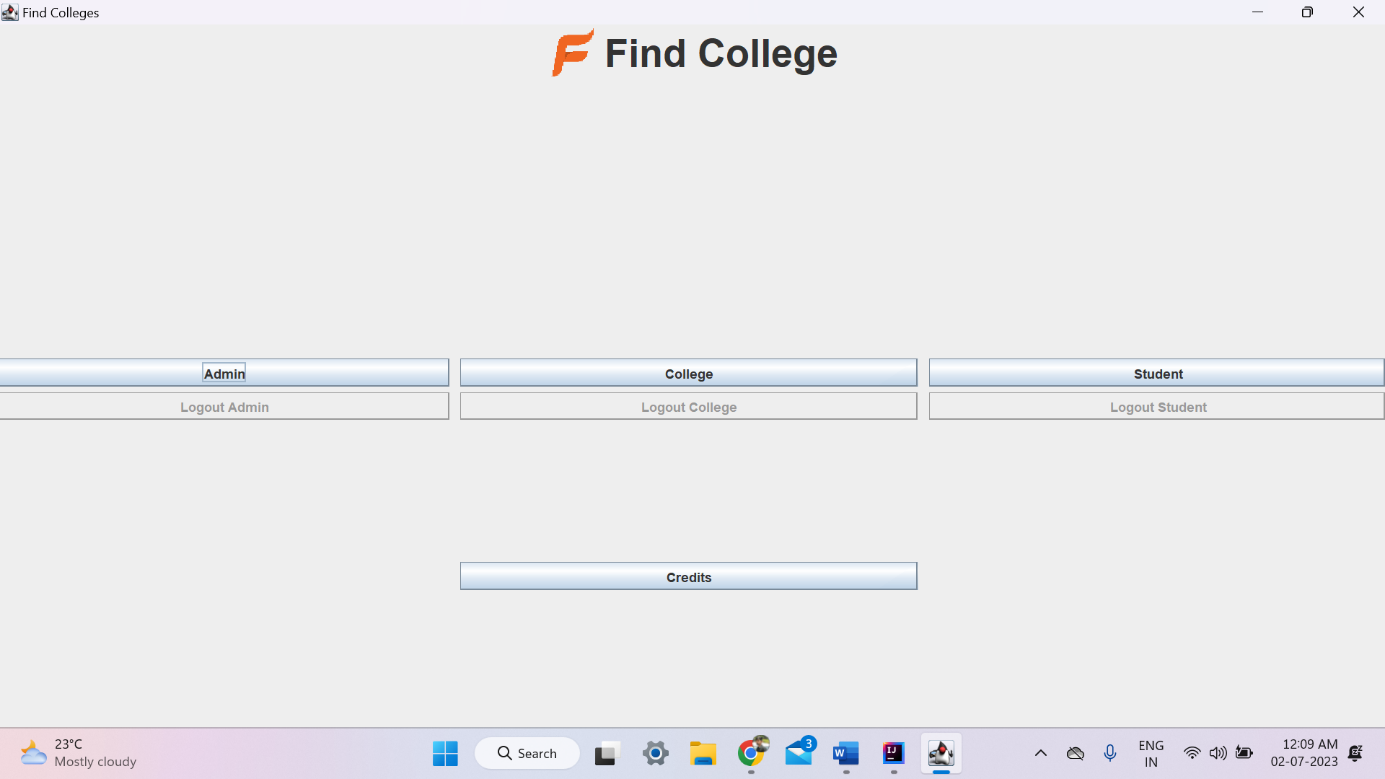 Find Colleges
Find College
Admin College Student
Logout Admin Logout College Logout Student
Credits
23°C
Mostly cloudy
Search
3
W
IJ
ENG
IN
12:09 AM
02-07-2023